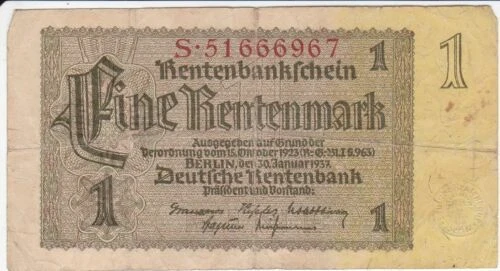 S·51666967
1
1
Rentenbankschein
Eine Rentenmark
Ausgegeben auf Grund der
Verordnung vom 15. Oktober 1923 (R.-G.-Bl. I S. 963)
BERLIN, den 30. Januar 1937.
Deutsche Rentenbank
Präsident und Vorstand:
1
1